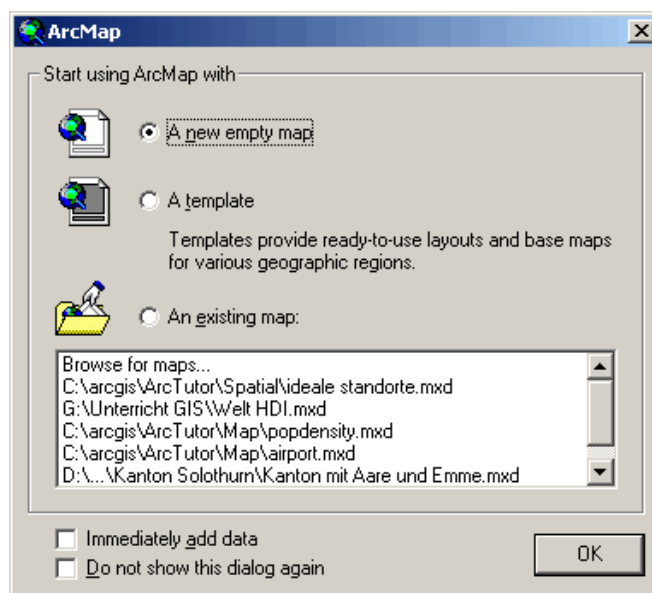 ArcMap
Start using ArcMap with
A new empty map
A template
Templates provide ready-to-use layouts and base maps
for various geographic regions.
An existing map:
Browse for maps...
C:\arcgis\ArcTutor\Spatial\ideale standorte.mxd
G:\Unterricht GIS\Welt HDI.mxd
C:\arcgis\ArcTutor\Map\popdensity.mxd
C:\arcgis\ArcTutor\Map\airport.mxd
D:\...\Kanton Solothurn\Kanton mit Aare und Emme.mxd
Immediately add data
Do not show this dialog again
OK